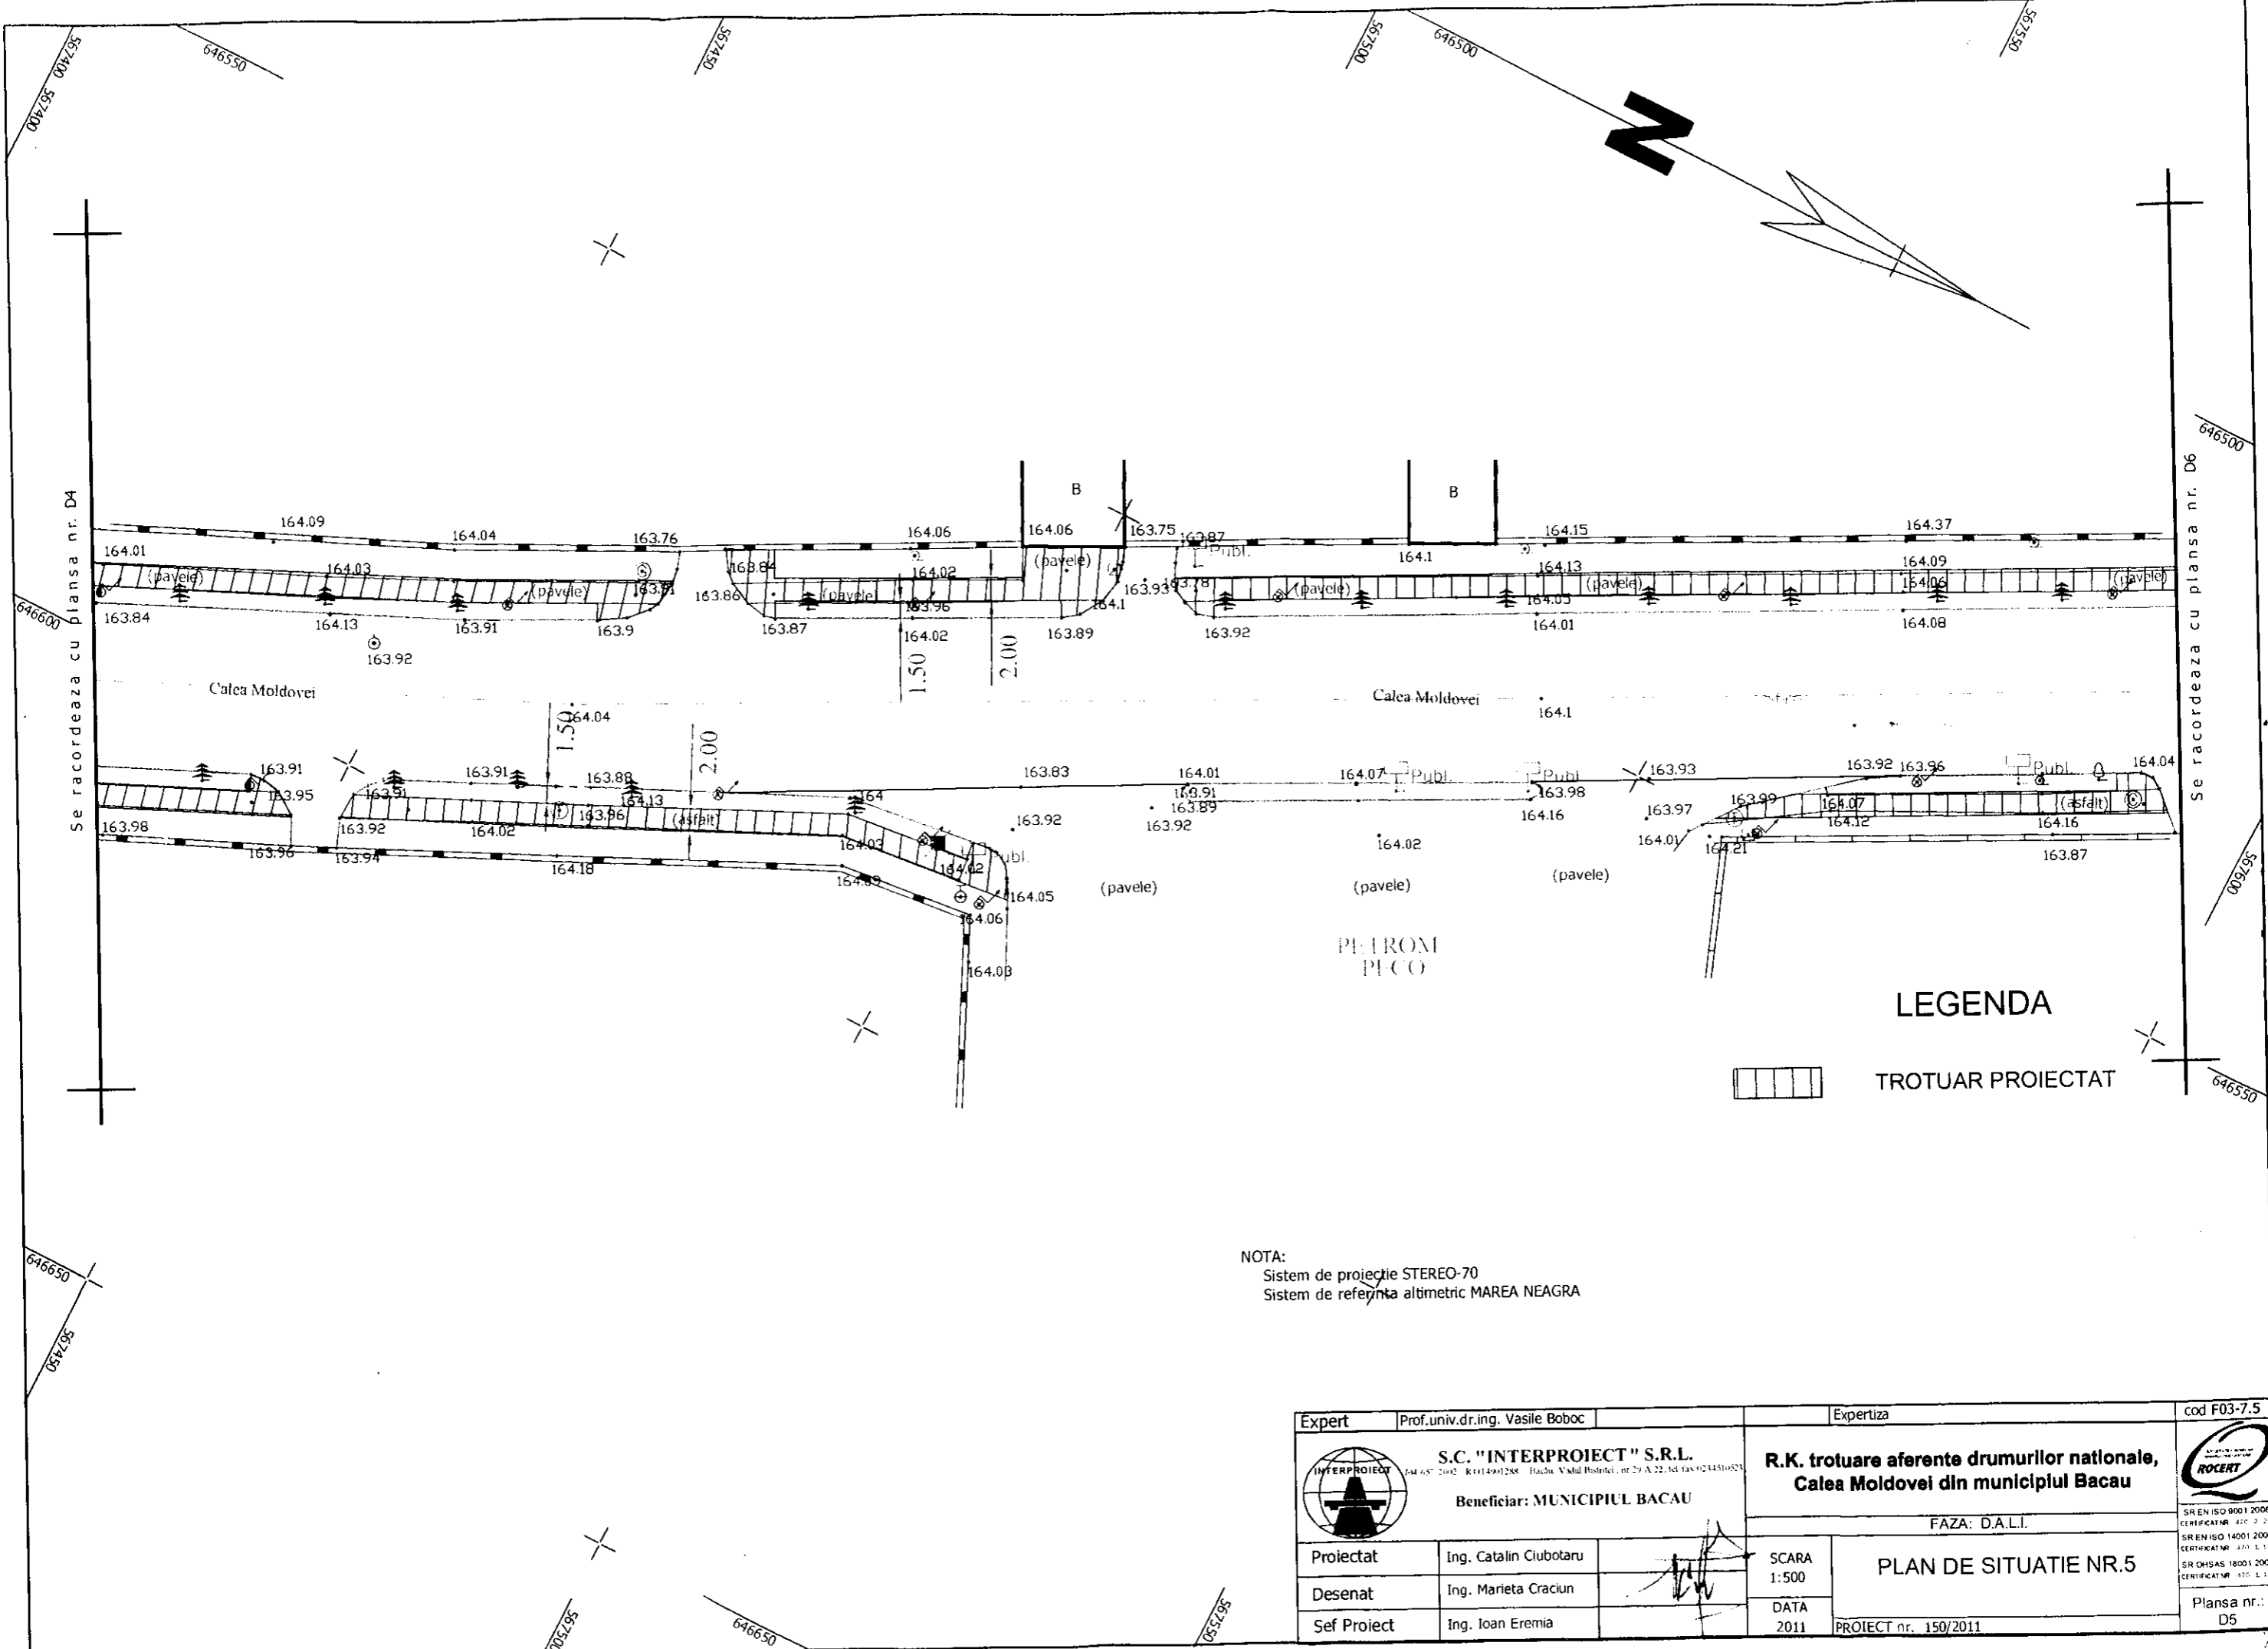 567400
567400
646550
567450
567500
646500
567550
N
Se racordeaza cu plansa nr. D4
Se racordeaza cu plansa nr. D6
646500
646600
B
B
164.09
164.04
163.76
164.06
164.06
163.75
163.87
Publ.
164.1
164.15
164.37
164.01
(pavele)
164.03
(pavele)
163.84
164.02
(pavele)
163.93
163.78
164.13
164.09
163.86
(pavele)
163.96
164.1
(pavele)
164.05
(pavele)
164.06
(pavele)
163.84
164.13
163.91
163.9
163.87
164.02
163.89
163.92
164.01
164.08
163.92
1.50
2.00
Calea Moldovei
Calea Moldovei
164.1
1.50
164.04
2.00
163.91
163.91
163.88
163.83
164.01
164.07
Publ.
Publ
163.93
163.92
163.96
Publ.
164.04
163.95
163.91
164.13
164
163.91
163.89
163.98
163.99
164.07
(asfalt)
163.98
163.92
164.02
163.96
(asfalt)
163.92
163.92
164.16
163.97
164.12
164.16
163.96
163.94
164.18
164.03
164.02
164.01
164.21
163.87
164.02
164.05
(pavele)
(pavele)
(pavele)
164.06
164.03
PETROM
PECO
567600
LEGENDA
TROTUAR PROIECTAT
646550
646650
567450
NOTA:
Sistem de proiectie STEREO-70
Sistem de referinta altimetric MAREA NEAGRA
646650
567550
Expert
Prof.univ.dr.ing. Vasile Boboc
Expertiza
cod F03-7.5
INTERPROIECT
S.C. "INTERPROIECT" S.R.L.
Beneficiar: MUNICIPIUL BACAU
R.K. trotuare aferente drumurilor nationale,
Calea Moldovei din municipiul Bacau
ROCERT
FAZA: D.A.L.I.
Proiectat
Ing. Catalin Ciubotaru
SCARA
1:500
PLAN DE SITUATIE NR.5
Desenat
Ing. Marieta Craciun
Sef Proiect
Ing. Ioan Eremia
DATA
2011
PROIECT nr. 150/2011
Plansa nr.:
D5